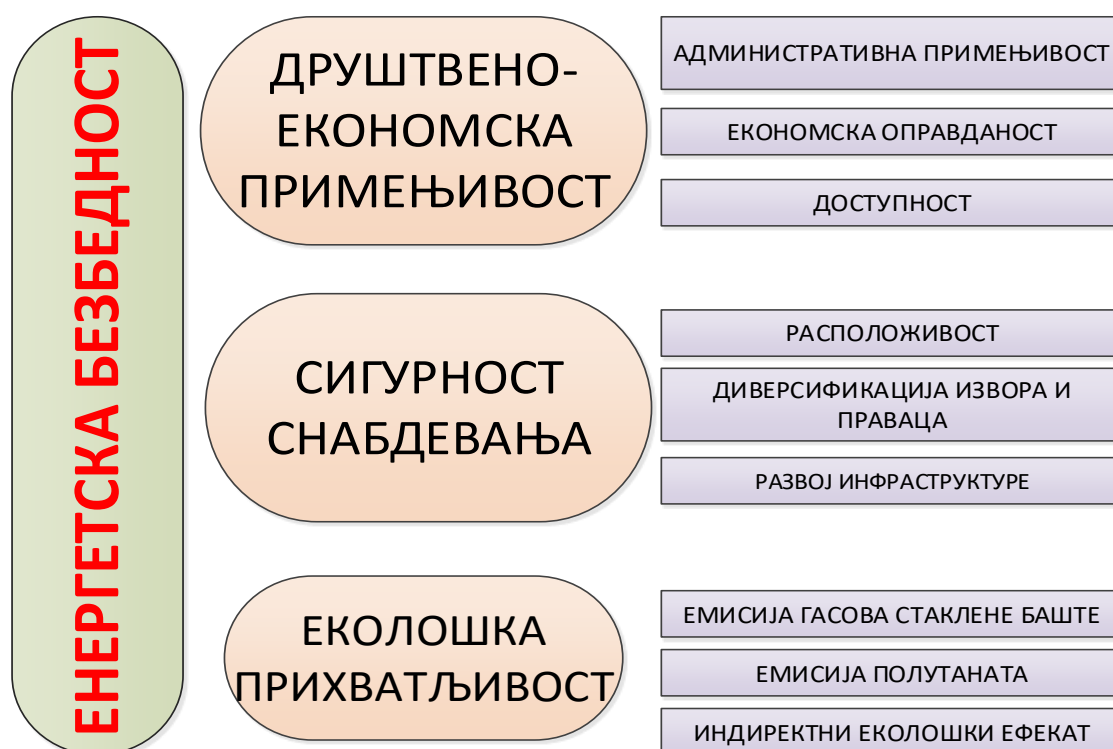 ЕНЕРГЕТСКА БЕЗБЕДНОСТ
ДРУШТВЕНО-
ЕКОНОМСКА
ПРИМЕЊИВОСТ
АДМИНИСТРАТИВНА ПРИМЕЊИВОСТ
ЕКОНОМСКА ОПРАВДАНОСТ
ДОСТУПНОСТ
СИГУРНОСТ
СНАБДЕВАЊА
РАСПОЛОЖИВОСТ
ДИВЕРСИФИКАЦИЈА ИЗВОРА И
ПРАВАЦА
РАЗВОЈ ИНФРАСТРУКТУРЕ
ЕКОЛОШКА
ПРИХВАТЉИВОСТ
ЕМИСИЈА ГАСОВА СТАКЛЕНЕ БАШТЕ
ЕМИСИЈА ПОЛУТАНАТА
ИНДИРЕКТНИ ЕКОЛОШКИ ЕФЕКАТ